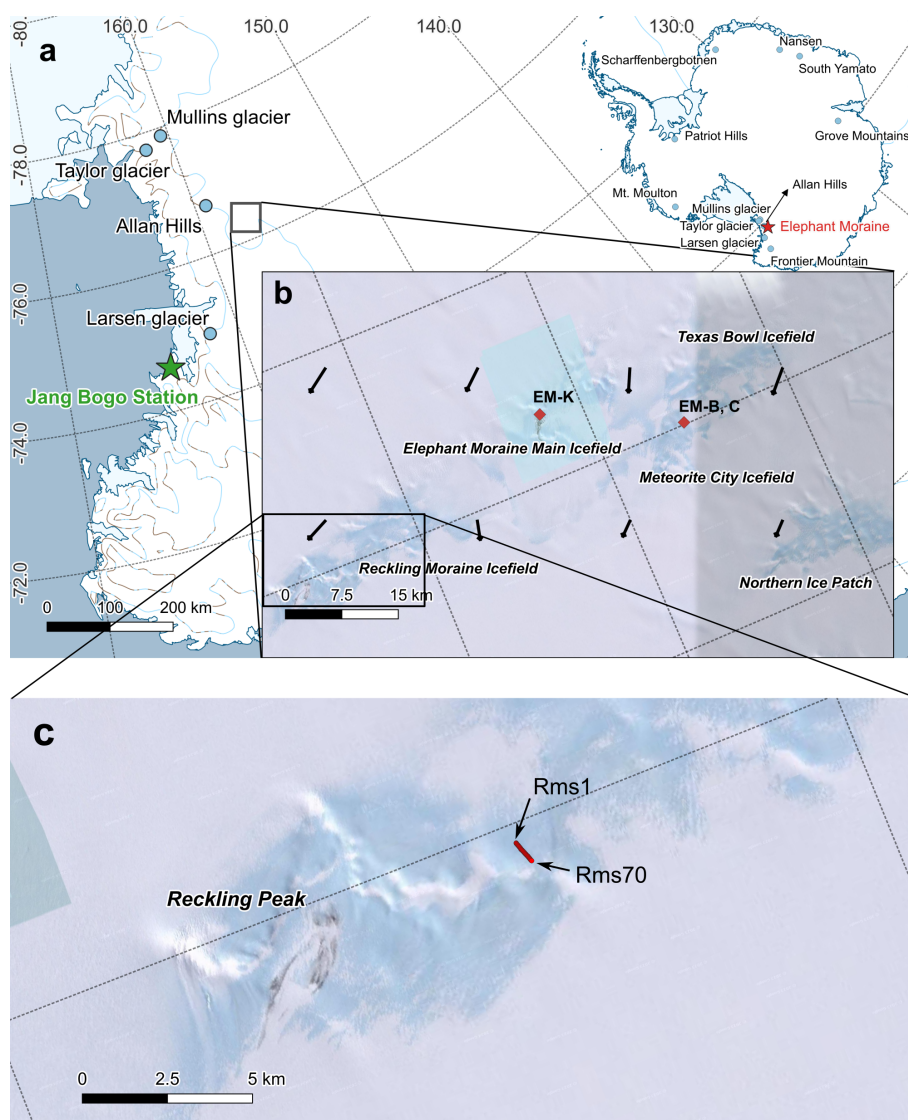 a
-80.
160.0
150.0
140.0
130.0
Nansen
Scharffenbergbotnen
South Yamato
Mullins glacier
Grove Mountains
-78.0
Patriot Hills
Taylor glacier
Allan Hills
Mt. Moulton
Mullins glacier
Allan Hills
Taylor glacier
Elephant Moraine
Larsen glacier
Frontier Mountain
-76.0
b
Larsen glacier
Texas Bowl Icefield
Jang Bogo Station
EM-K
EM-B, C
-74.0
Elephant Moraine Main Icefield
Meteorite City Icefield
-72.0
Reckling Moraine Icefield
Northern Ice Patch
0 7.5 15 km
0 100 200 km
c
Rms1
Rms70
Reckling Peak
0 2.5 5 km